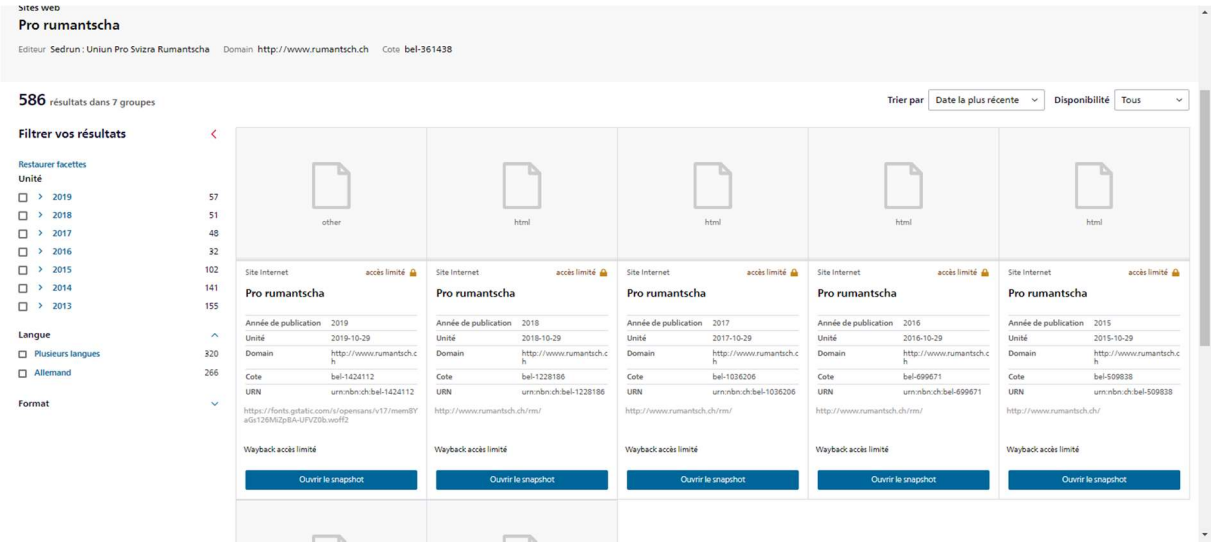 Sites web
Pro rumantscha
Editeur Sedrun : Uniun Pro Svizra Rumantscha Domain http://www.rumantsch.ch Cote bel-361438
586 résultats dans 7 groupes
Trier par Date la plus récente Disponibilité Tous
Filtrer vos résultats
Restaurer facettes
Unité
2019 57
2018 51
2017 48
2016 32
2015 102
2014 141
2013 155
Langue
Plusieurs langues 320
Allemand 266
Format
other
Site Internet accès limité
Pro rumantscha
Année de publication 2019
Unité 2019-10-29
Domain http://www.rumantsch.c
h
Cote bel-1424112
URN urn:nbn:ch:bel-1424112
https://fonts.gstatic.com/s/opensans/v17/mem8Y
aGs126MiZpBA-UFVZ0b.woff2
Wayback accès limité
Ouvrir le snapshot
html
Site Internet accès limité
Pro rumantscha
Année de publication 2018
Unité 2018-10-29
Domain http://www.rumantsch.c
h
Cote bel-1228186
URN urn:nbn:ch:bel-1228186
http://www.rumantsch.ch/rm/
Wayback accès limité
Ouvrir le snapshot
html
Site Internet accès limité
Pro rumantscha
Année de publication 2017
Unité 2017-10-29
Domain http://www.rumantsch.c
h
Cote bel-1036206
URN urn:nbn:ch:bel-1036206
http://www.rumantsch.ch/rm/
Wayback accès limité
Ouvrir le snapshot
html
Site Internet accès limité
Pro rumantscha
Année de publication 2016
Unité 2016-10-29
Domain http://www.rumantsch.c
h
Cote bel-699671
URN urn:nbn:ch:bel-699671
http://www.rumantsch.ch/rm/
Wayback accès limité
Ouvrir le snapshot
html
Site Internet accès limité
Pro rumantscha
Année de publication 2015
Unité 2015-10-29
Domain http://www.rumantsch.c
h
Cote bel-509838
URN urn:nbn:ch:bel-509838
http://www.rumantsch.ch/
Wayback accès limité
Ouvrir le snapshot